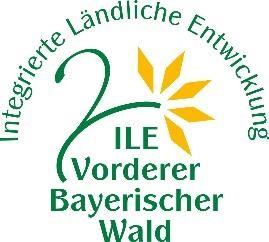 Integrierte Ländliche Entwicklung
ILE
Vorderer
Bayerischer
Wald